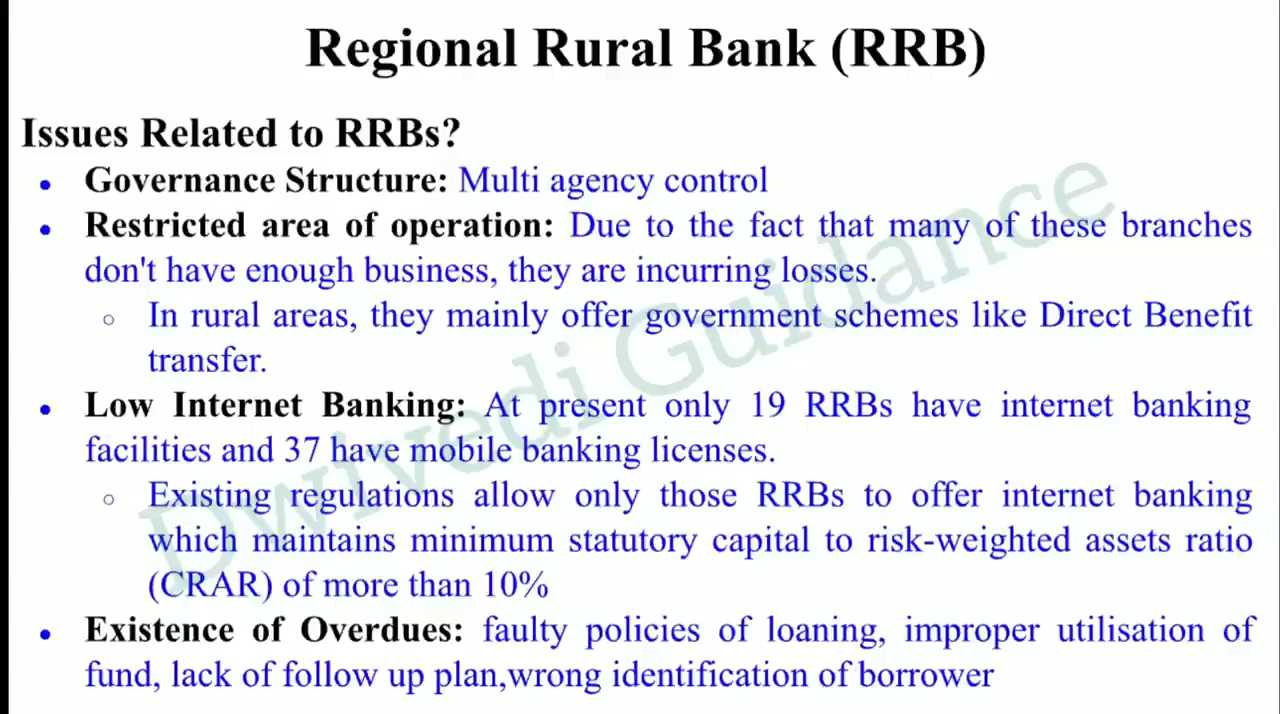 Regional Rural Bank (RRB)
Issues Related to RRBs?
• Governance Structure: Multi agency control
• Restricted area of operation: Due to the fact that many of these branches
don't have enough business, they are incurring losses.
○ In rural areas, they mainly offer government schemes like Direct Benefit
transfer.
• Low Internet Banking: At present only 19 RRBs have internet banking
facilities and 37 have mobile banking licenses.
○ Existing regulations allow only those RRBs to offer internet banking
which maintains minimum statutory capital to risk-weighted assets ratio
(CRAR) of more than 10%
• Existence of Overdues: faulty policies of loaning, improper utilisation of
fund, lack of follow up plan,wrong identification of borrower
Dwivedi Guidance